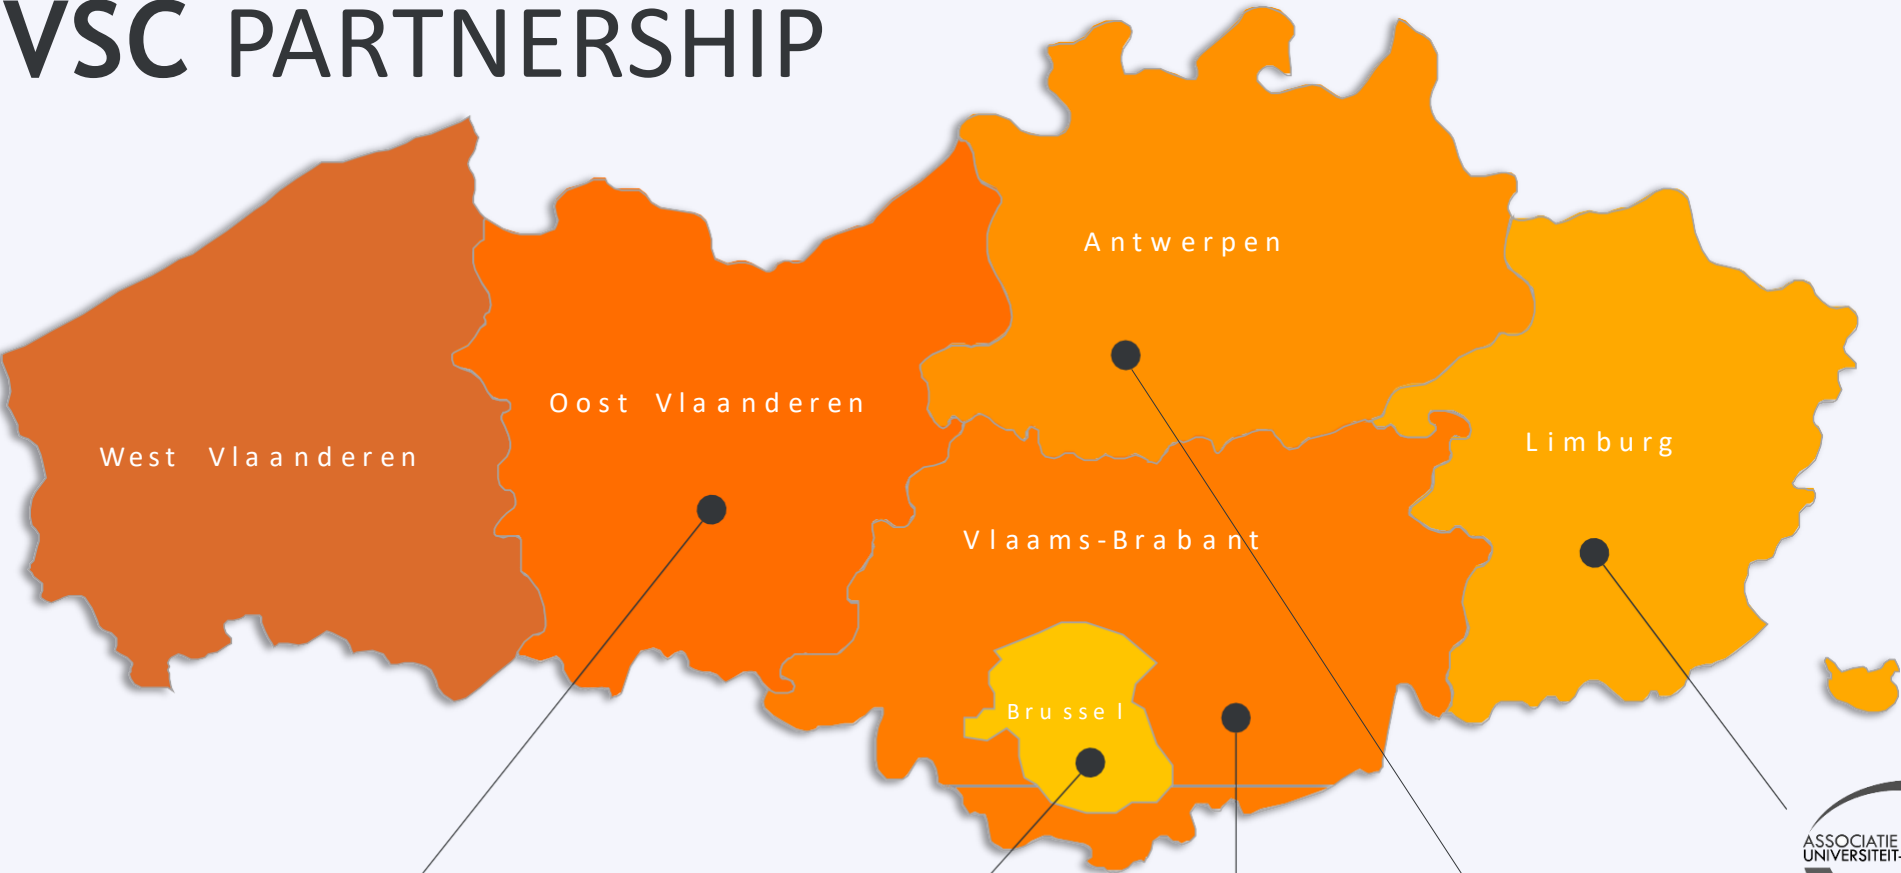 VSC PARTNERSHIP
Antwerpen
Oost Vlaanderen
West Vlaanderen
Limburg
Vlaams-Brabant
Brussel
ASSOCIATIE
UNIVERSITEIT-